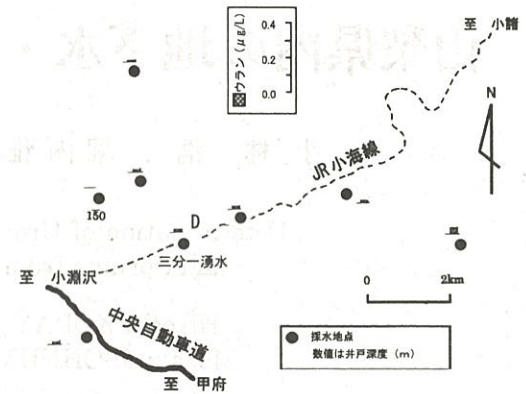 ウラン (μg/L)
0.4
0.2
0.0
至 小諸
N
JR小海線
150
D
三分一湧水
至 小淵沢
中央自動車道
至 甲府
0 2km
採水地点
数値は井戸深度 (m)